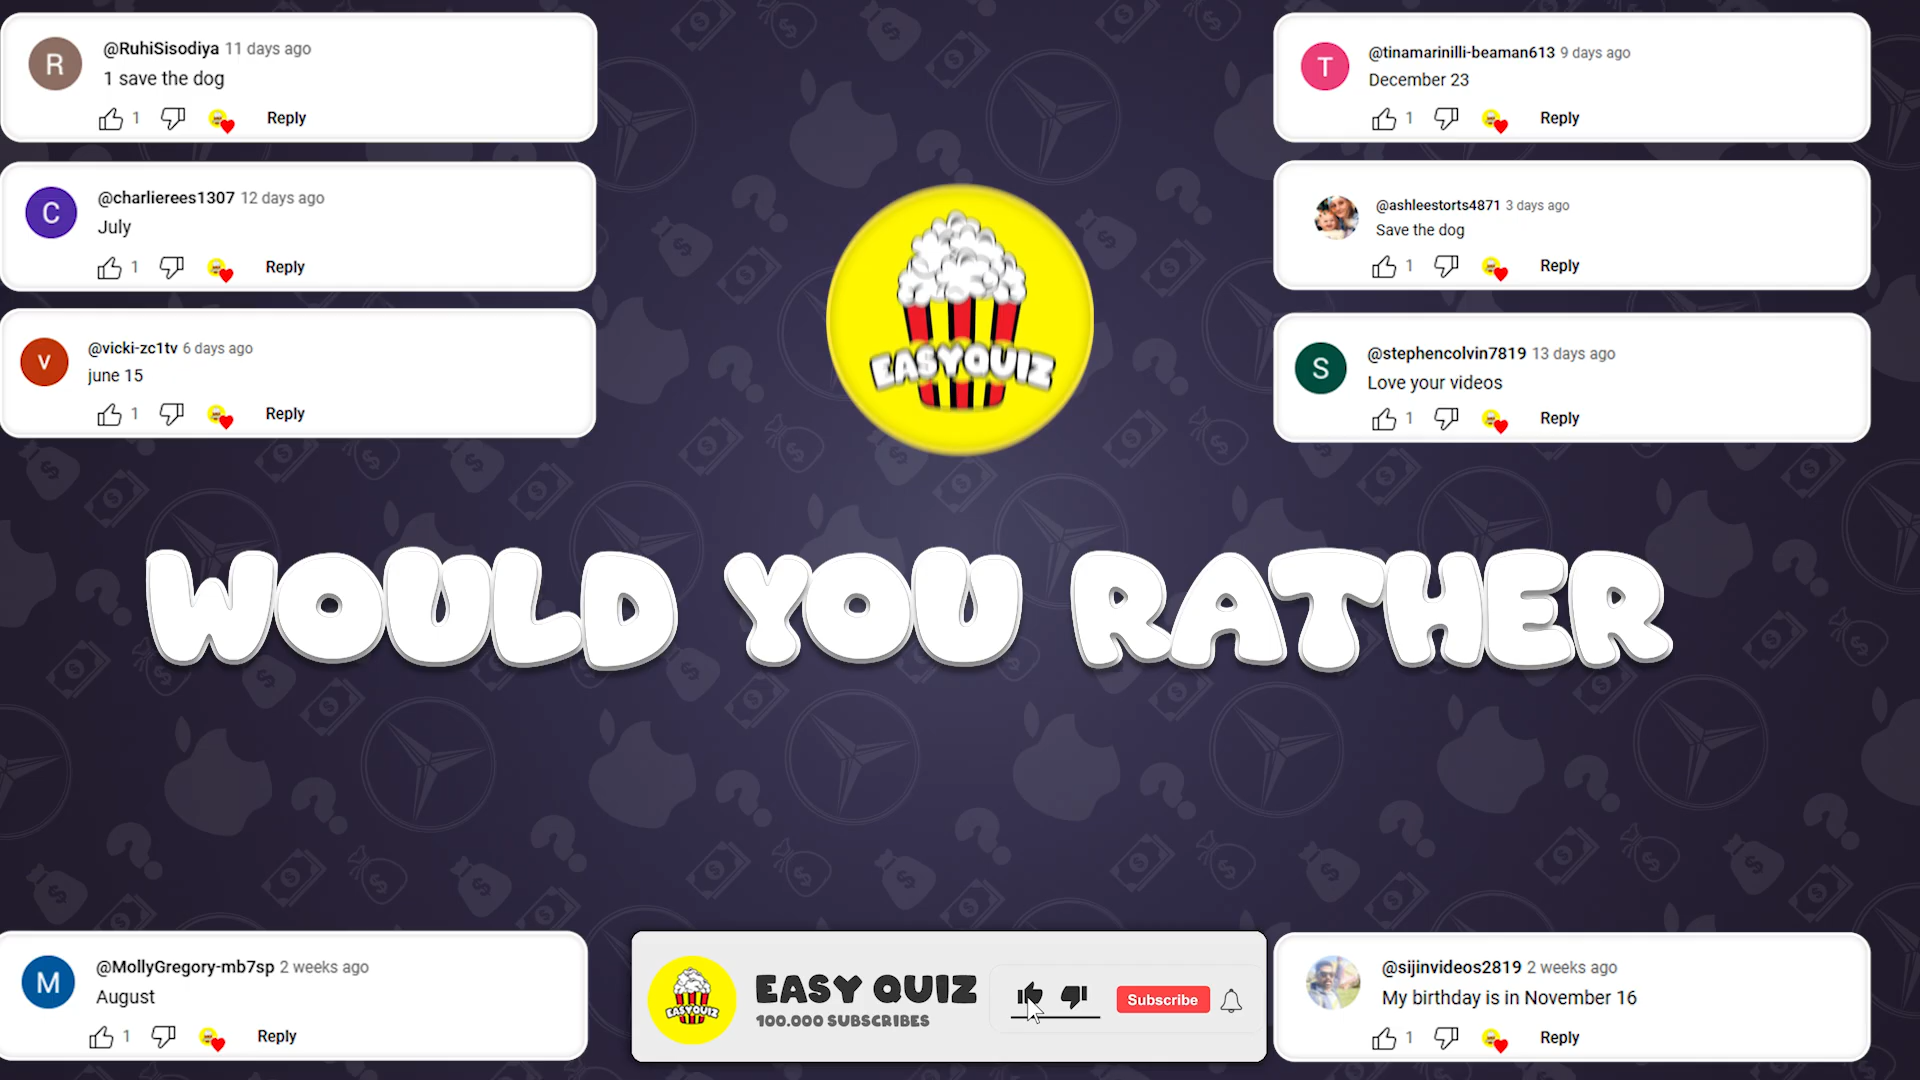 R
@RuhiSisodiya 11 days ago
1 save the dog
1 Reply
C
@charlierees1307 12 days ago
July
1 Reply
V
@vicki-zc1tv 6 days ago
june 15
1 Reply
T
@tinamarinilli-beaman613 9 days ago
December 23
1 Reply
@ashleestorts4871 3 days ago
Save the dog
1 Reply
S
@stephencolvin7819 13 days ago
Love your videos
1 Reply
EASYQUIZ
WOULD YOU RATHER
M
@MollyGregory-mb7sp 2 weeks ago
August
1 Reply
EASYQUIZ
EASY QUIZ
100.000 SUBSCRIBES
Subscribe
@sijinvideos2819 2 weeks ago
My birthday is in November 16
1 Reply